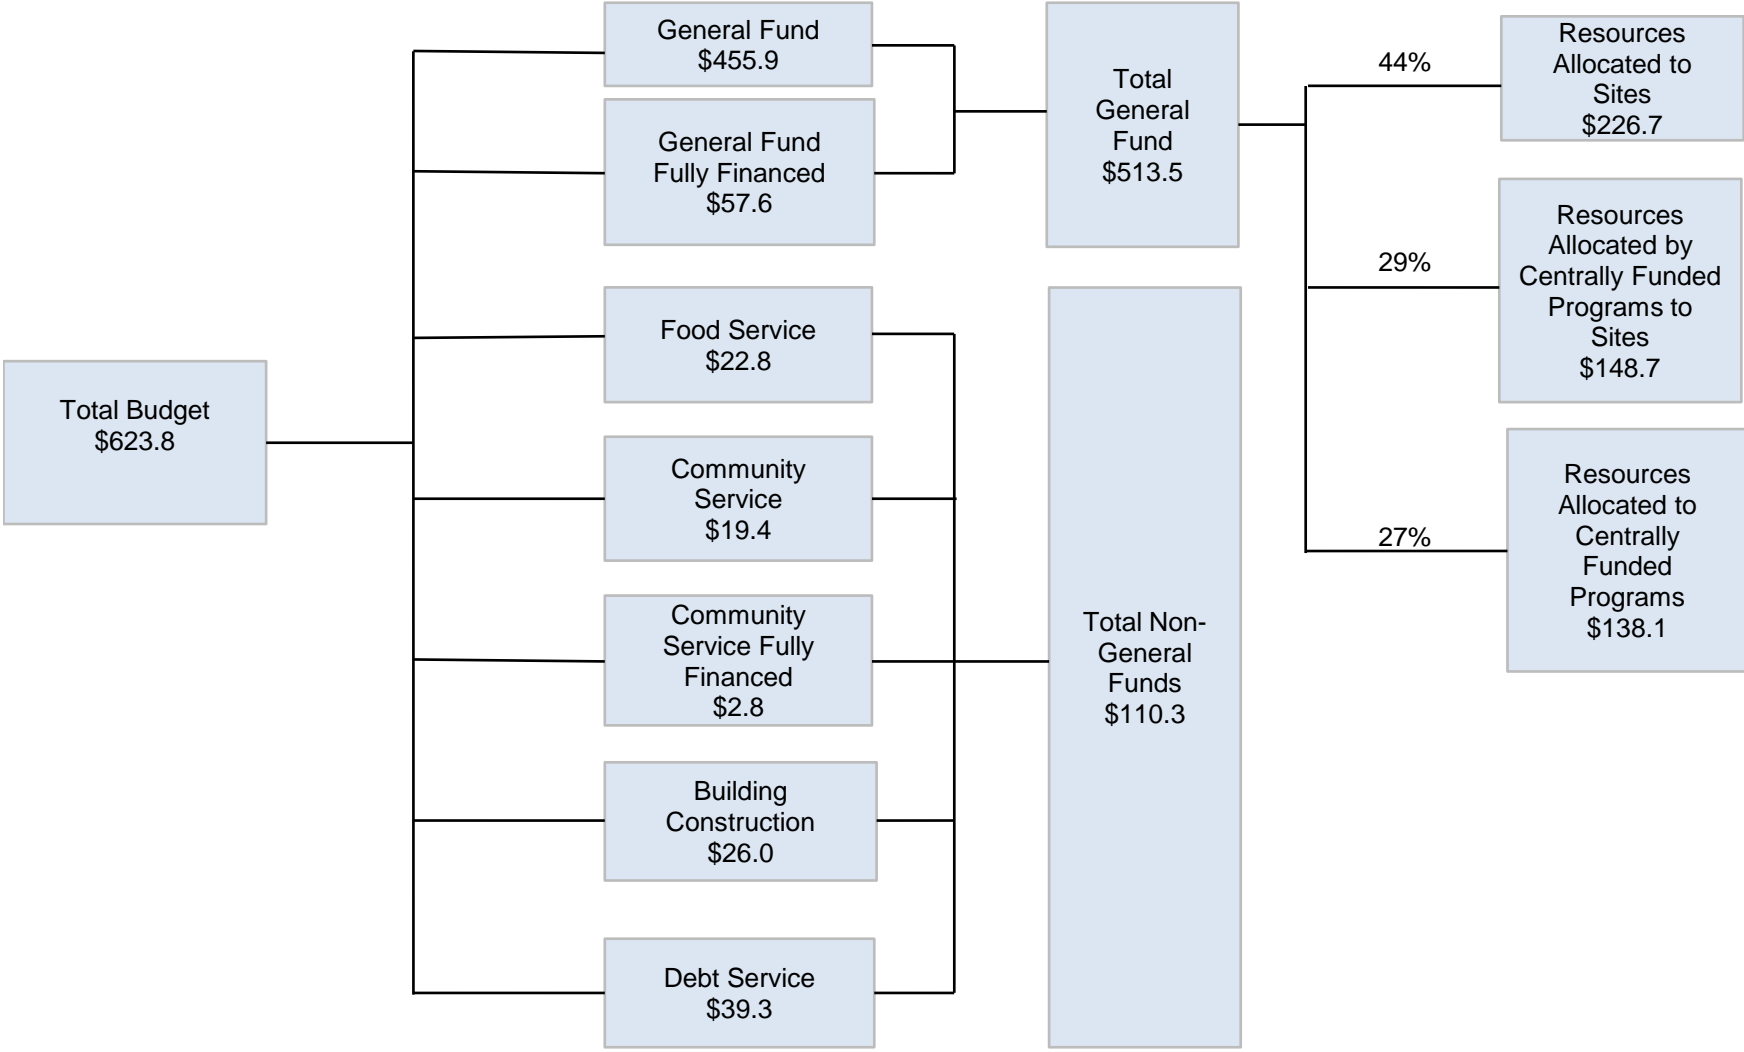 Total Budget
$623.8
General Fund
$455.9
General Fund
Fully Financed
$57.6
Food Service
$22.8
Community
Service
$19.4
Community
Service Fully
Financed
$2.8
Building
Construction
$26.0
Debt Service
$39.3
Total
General
Fund
$513.5
Total Non-
General
Funds
$110.3
44%
29%
27%
Resources
Allocated to
Sites
$226.7
Resources
Allocated by
Centrally Funded
Programs to
Sites
$148.7
Resources
Allocated to
Centrally
Funded
Programs
$138.1